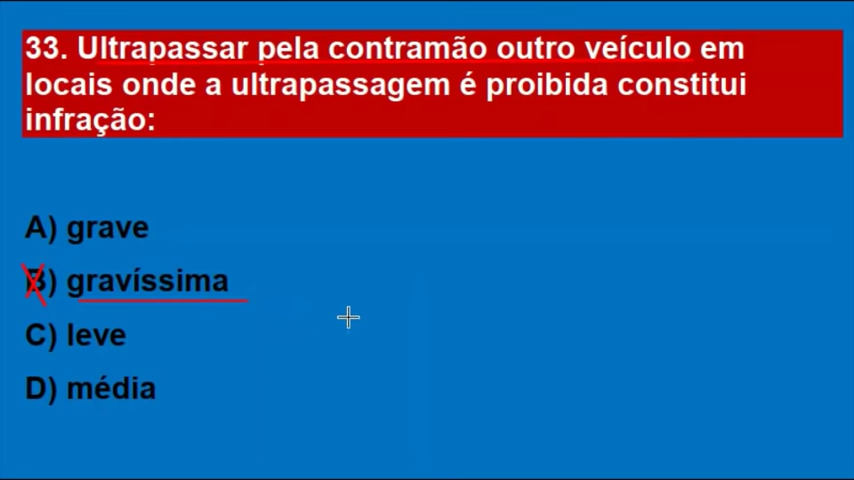 33. Ultrapassar pela contramão outro veículo em
locais onde a ultrapassagem é proibida constitui
infração:
A) grave
B) gravíssima
C) leve
D) média